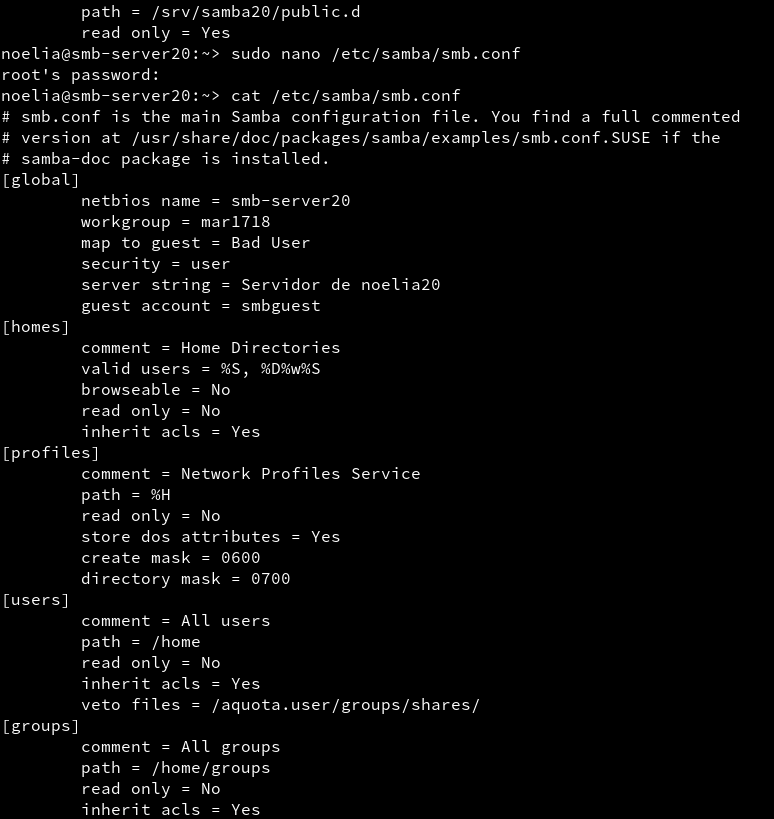 path = /srv/samba20/public.d
read only = Yes
noelia@smb-server20:~> sudo nano /etc/samba/smb.conf
root's password:
noelia@smb-server20:~> cat /etc/samba/smb.conf
# smb.conf is the main Samba configuration file. You find a full commented
# version at /usr/share/doc/packages/samba/examples/smb.conf.SUSE if the
# samba-doc package is installed.
[global]
netbios name = smb-server20
workgroup = mar1718
map to guest = Bad User
security = user
server string = Servidor de noelia20
guest account = smbguest
[homes]
comment = Home Directories
valid users = %S, %D%w%S
browseable = No
read only = No
inherit acls = Yes
[profiles]
comment = Network Profiles Service
path = %H
read only = No
store dos attributes = Yes
create mask = 0600
directory mask = 0700
[users]
comment = All users
path = /home
read only = No
inherit acls = Yes
veto files = /aquota.user/groups/shares/
[groups]
comment = All groups
path = /home/groups
read only = No
inherit acls = Yes